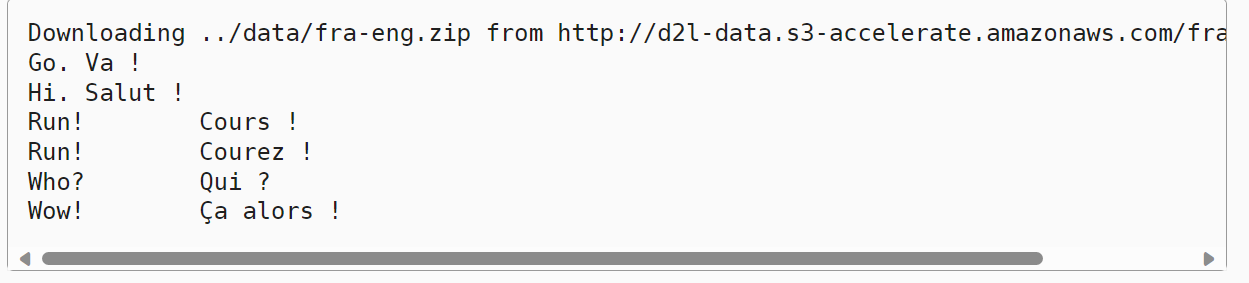 Downloading ../data/fra-eng.zip from http://d2l-data.s3-accelerate.amazonaws.com/fra
Go. Va !
Hi. Salut !
Run!        Cours !
Run!        Courez !
Who?        Qui ?
Wow!        Ça alors !